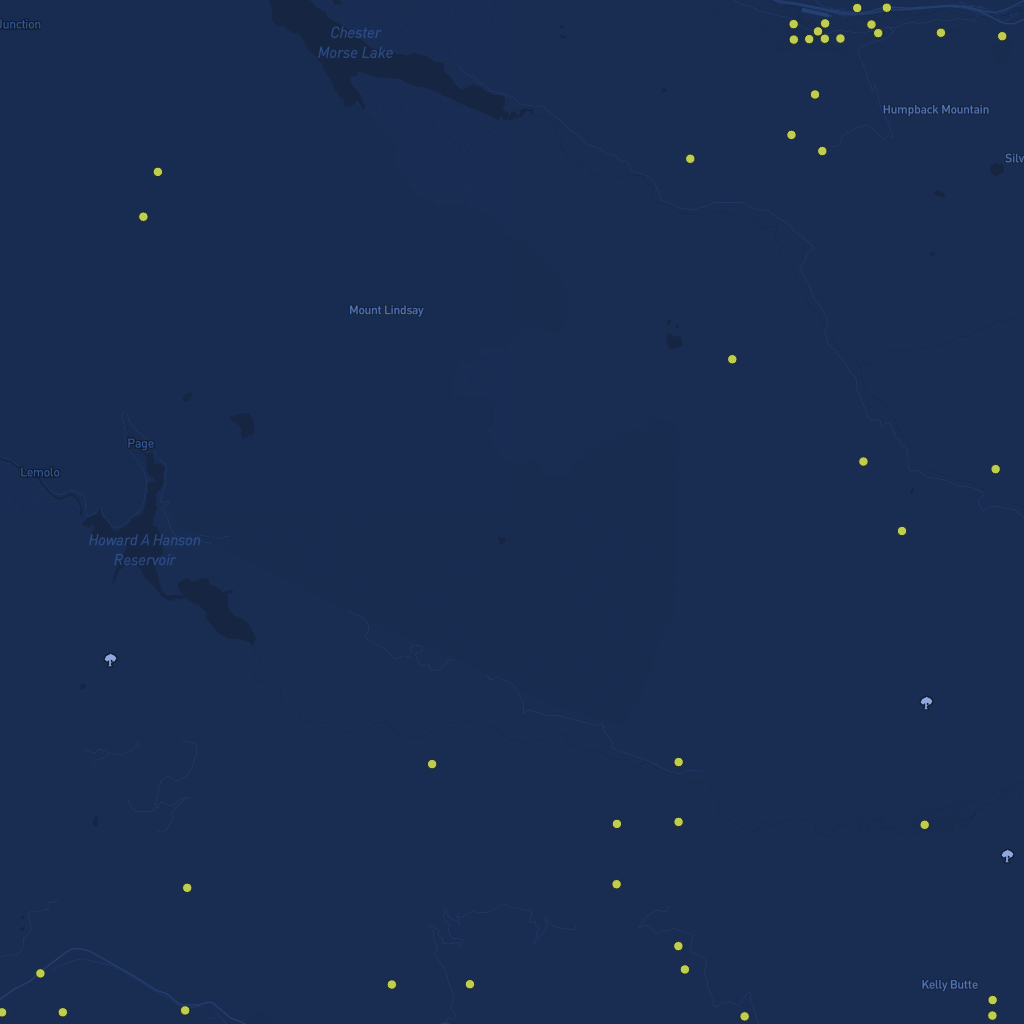 Junction
Chester
Morse Lake
Humpback Mountain
Silv
Mount Lindsay
Page
Lemolo
Howard A Hanson
Reservoir
Kelly Butte